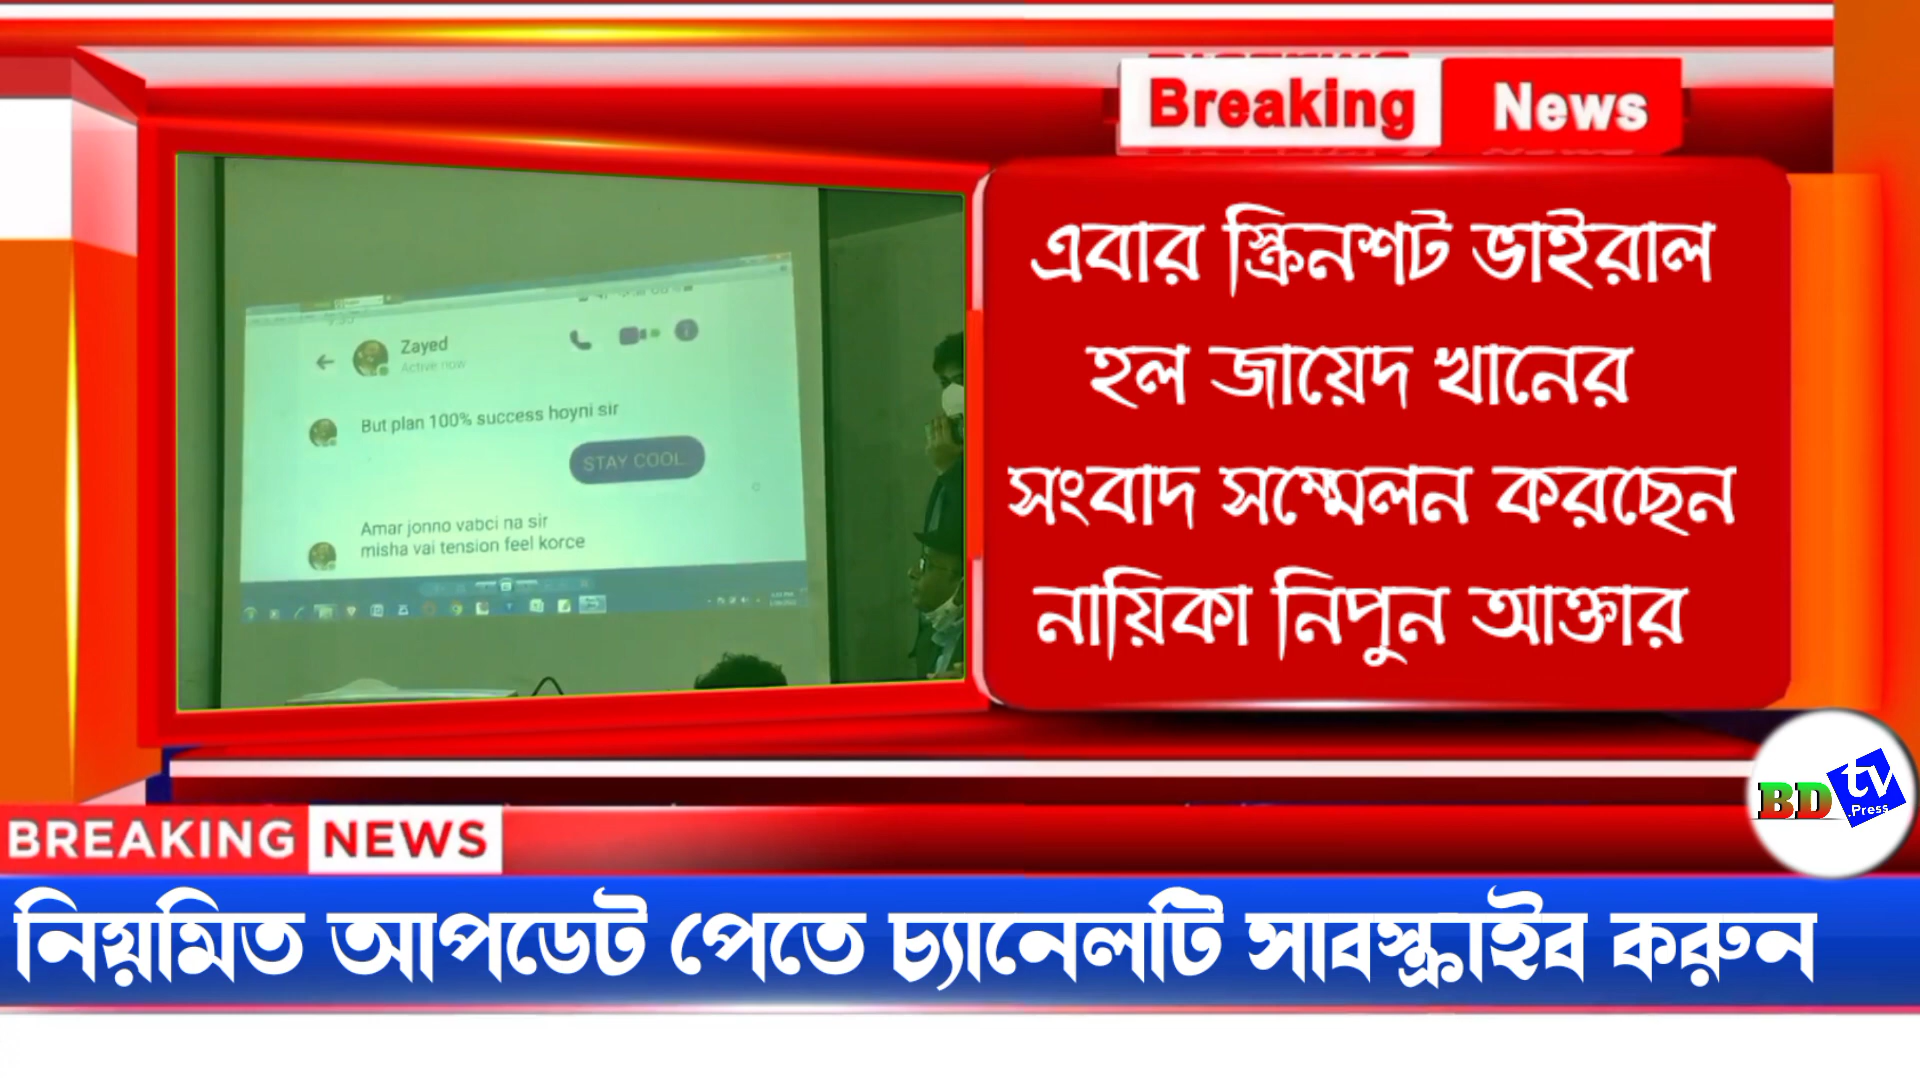 Breaking News
এবার স্ক্রিনশট ভাইরাল
হল জায়েদ খানের
সংবাদ সম্মেলন করছেন
নায়িকা নিপুন আক্তার
Zayed
Active now
But plan 100% success hoyni sir
STAY COOL
Amar jonno vabci na sir
misha vai tension feel korce
BD tv
.Press
BREAKING NEWS
নিয়মিত আপডেট পেতে চ্যানেলটি সাবস্ক্রাইব করুন